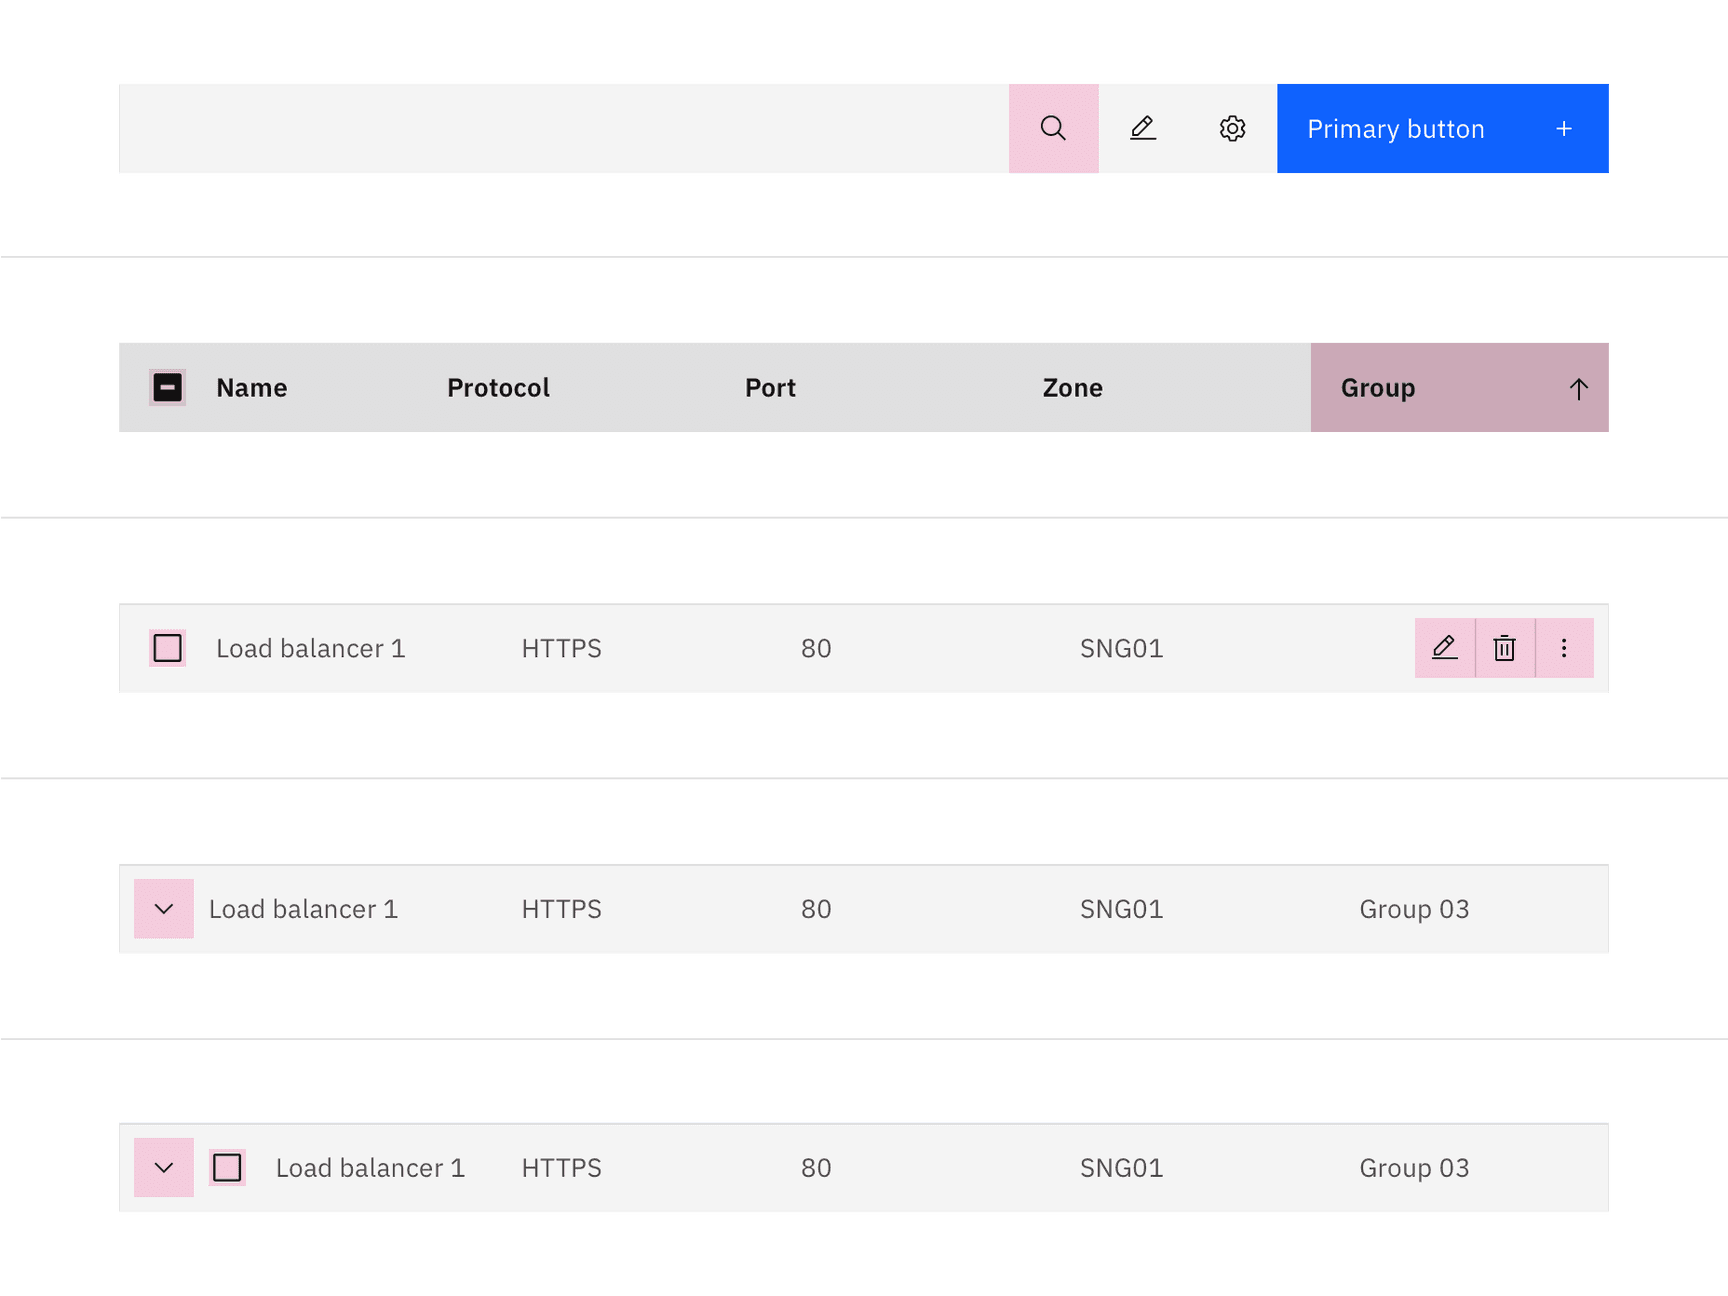 Primary button
Name Protocol Port Zone Group
Load balancer 1 HTTPS 80 SNG01
Load balancer 1 HTTPS 80 SNG01 Group 03
Load balancer 1 HTTPS 80 SNG01 Group 03